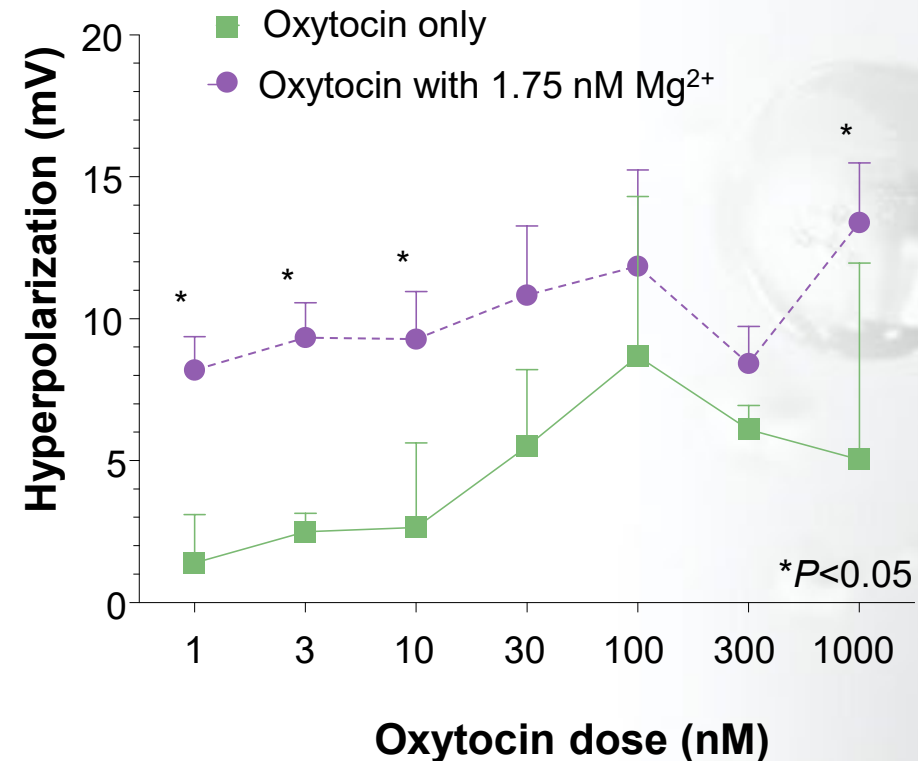 Oxytocin only
Oxytocin with 1.75 nM Mg²⁺
Hyperpolarization (mV)
20
15
10
5
0
*
*
*
*
*P<0.05
1 3 10 30 100 300 1000
Oxytocin dose (nM)